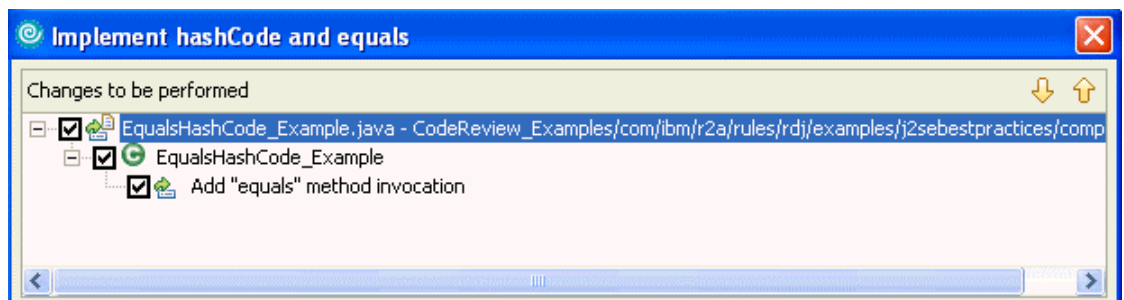 Implement hashCode and equals
Changes to be performed
EqualsHashCode_Example.java - CodeReview_Examples/com/ibm/r2a/rules/rdj/examples/j2sebestpractices/comp
EqualsHashCode_Example
Add "equals" method invocation